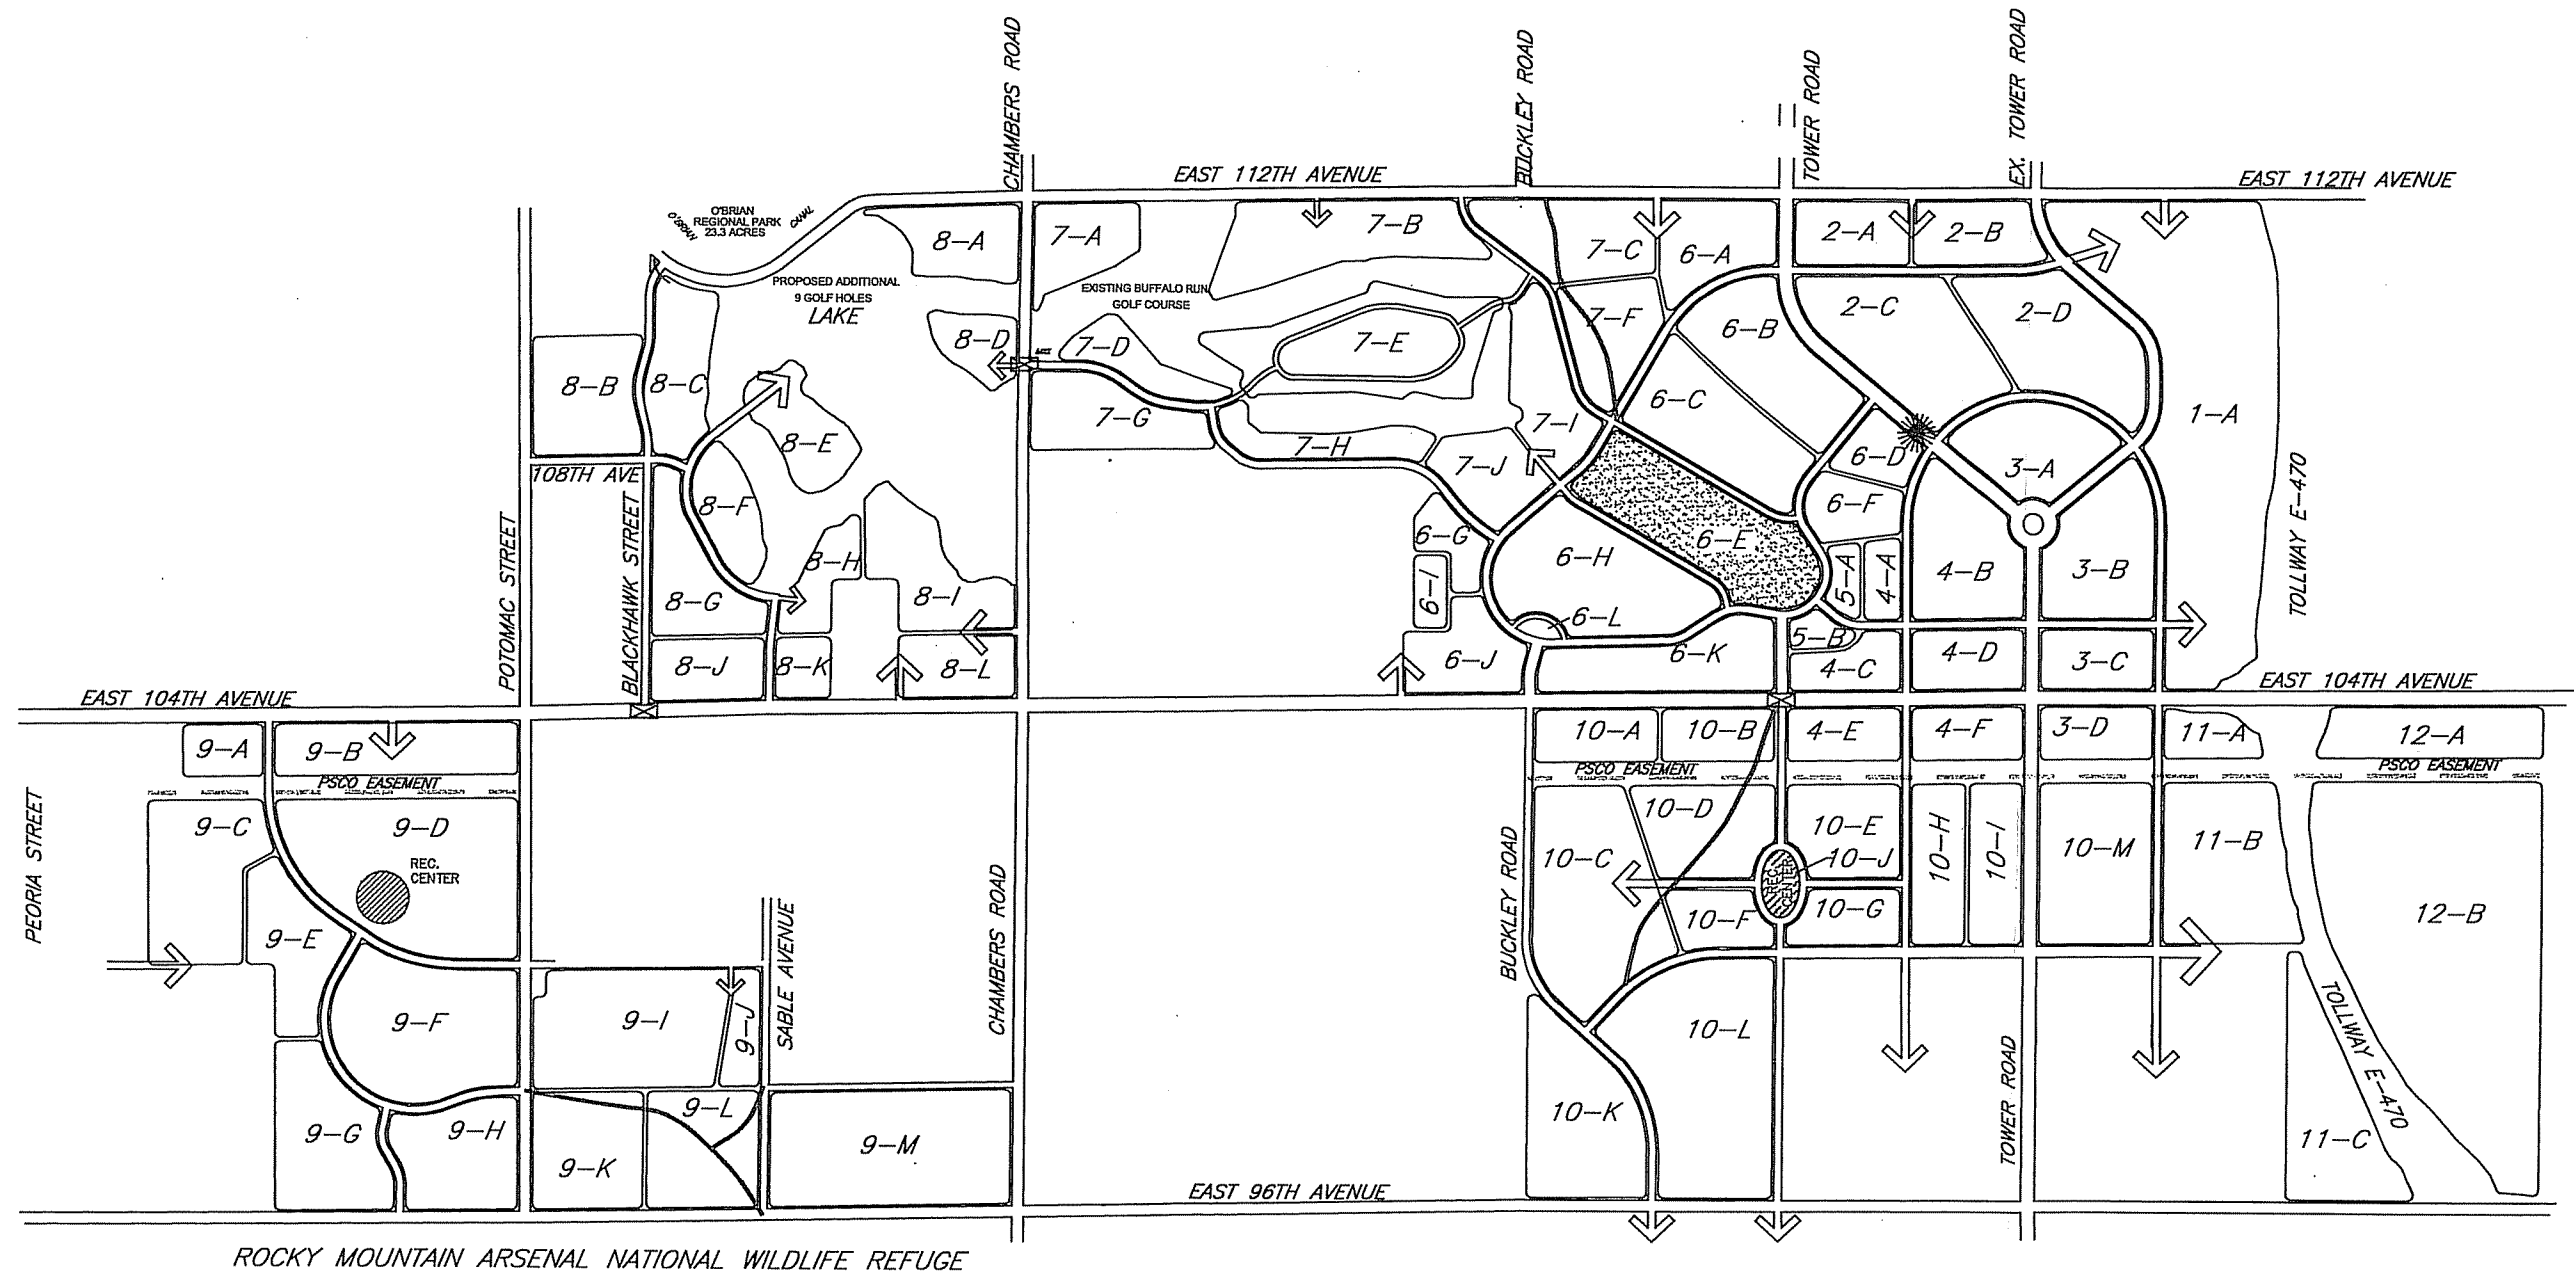 CHAMBERS ROAD
BUCKLEY ROAD
TOWER ROAD
EX. TOWER ROAD
EAST 112TH AVENUE
EAST 112TH AVENUE
O'BRIAN
REGIONAL PARK
23.3 ACRES
O'BRIAN
CANAL
8-A
7-A
7-B
7-C
6-A
2-A
2-B
PROPOSED ADDITIONAL
9 GOLF HOLES
LAKE
EXISTING BUFFALO RUN
GOLF COURSE
8-B
8-C
8-D
7-D
7-E
7-F
6-B
2-C
2-D
8-E
7-G
7-H
7-I
6-C
1-A
108TH AVE
8-F
7-J
6-D
3-A
6-F
TOLLWAY E-470
POTOMAC STREET
BLACKHAWK STREET
8-G
8-H
8-I
6-G
6-H
6-E
6-I
5-A
4-A
4-B
3-B
6-L
8-J
8-K
8-L
6-J
6-K
5-B
4-C
4-D
3-C
EAST 104TH AVENUE
EAST 104TH AVENUE
9-A
9-B
10-A
10-B
4-E
4-F
3-D
11-A
12-A
PSCO EASEMENT
PSCO EASEMENT
PSCO EASEMENT
PEORIA STREET
9-C
9-D
REC.
CENTER
10-C
10-D
10-E
10-J
REC.
CENTER
10-H
10-I
10-M
11-B
BUCKLEY ROAD
9-E
SABLE AVENUE
CHAMBERS ROAD
10-F
10-G
12-B
9-F
9-I
9-J
10-L
TOWER ROAD
TOLLWAY E-470
9-G
9-H
9-K
9-L
9-M
10-K
11-C
EAST 96TH AVENUE
ROCKY MOUNTAIN ARSENAL NATIONAL WILDLIFE REFUGE